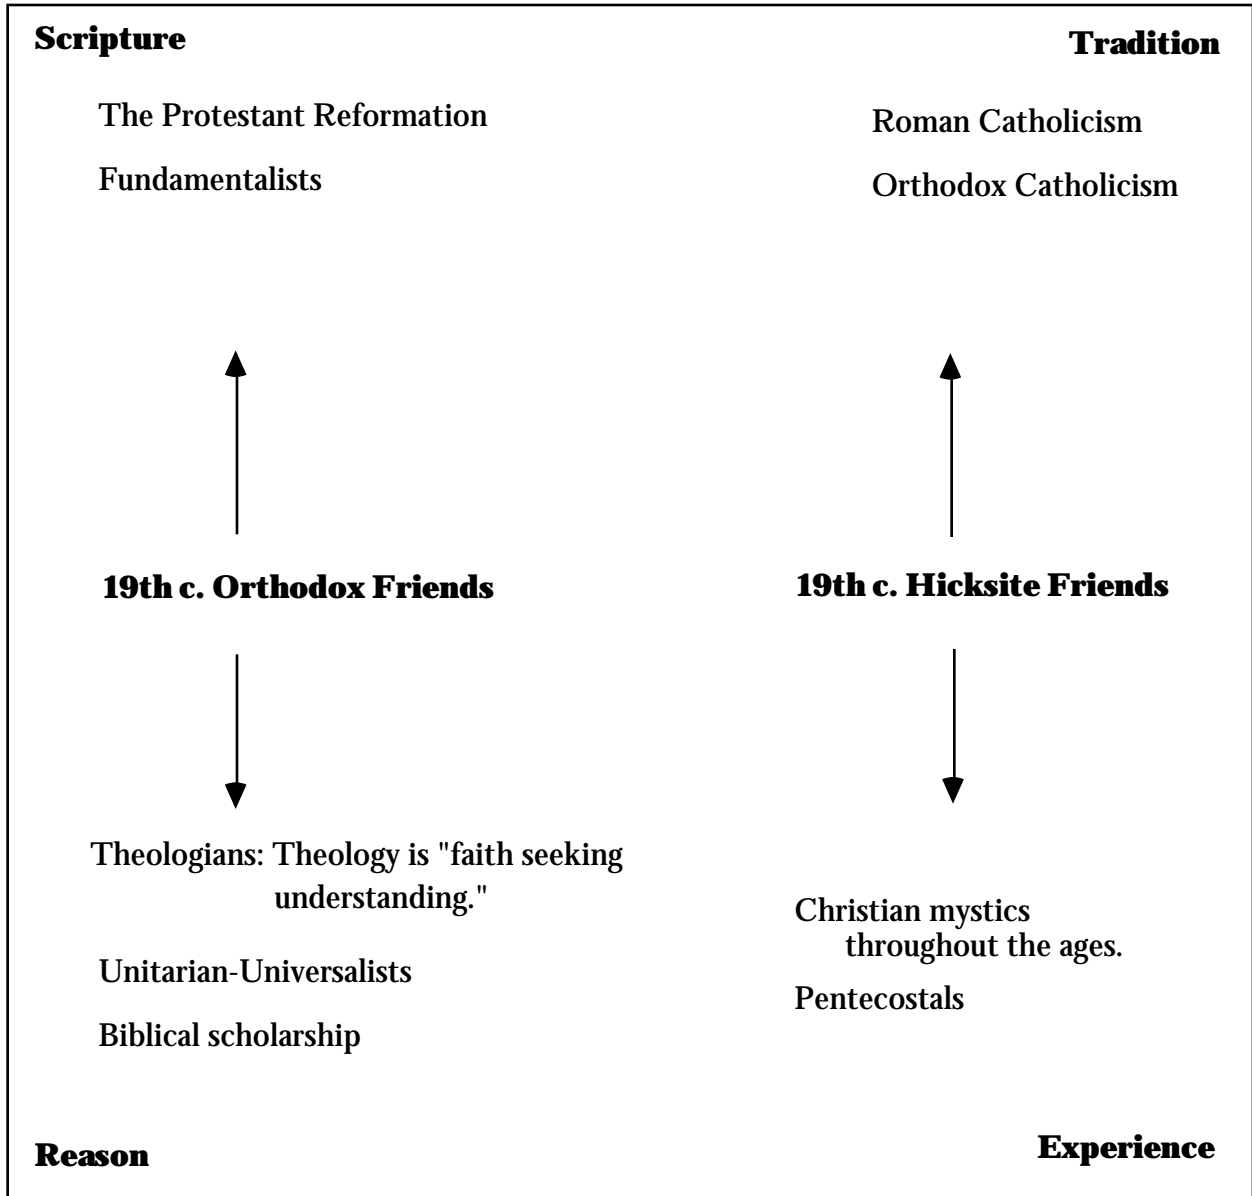 Scripture
Tradition
The Protestant Reformation
Roman Catholicism
Fundamentalists
Orthodox Catholicism
19th c. Orthodox Friends
19th c. Hicksite Friends
Theologians: Theology is "faith seeking
understanding."
Christian mystics
throughout the ages.
Unitarian-Universalists
Pentecostals
Biblical scholarship
Reason
Experience